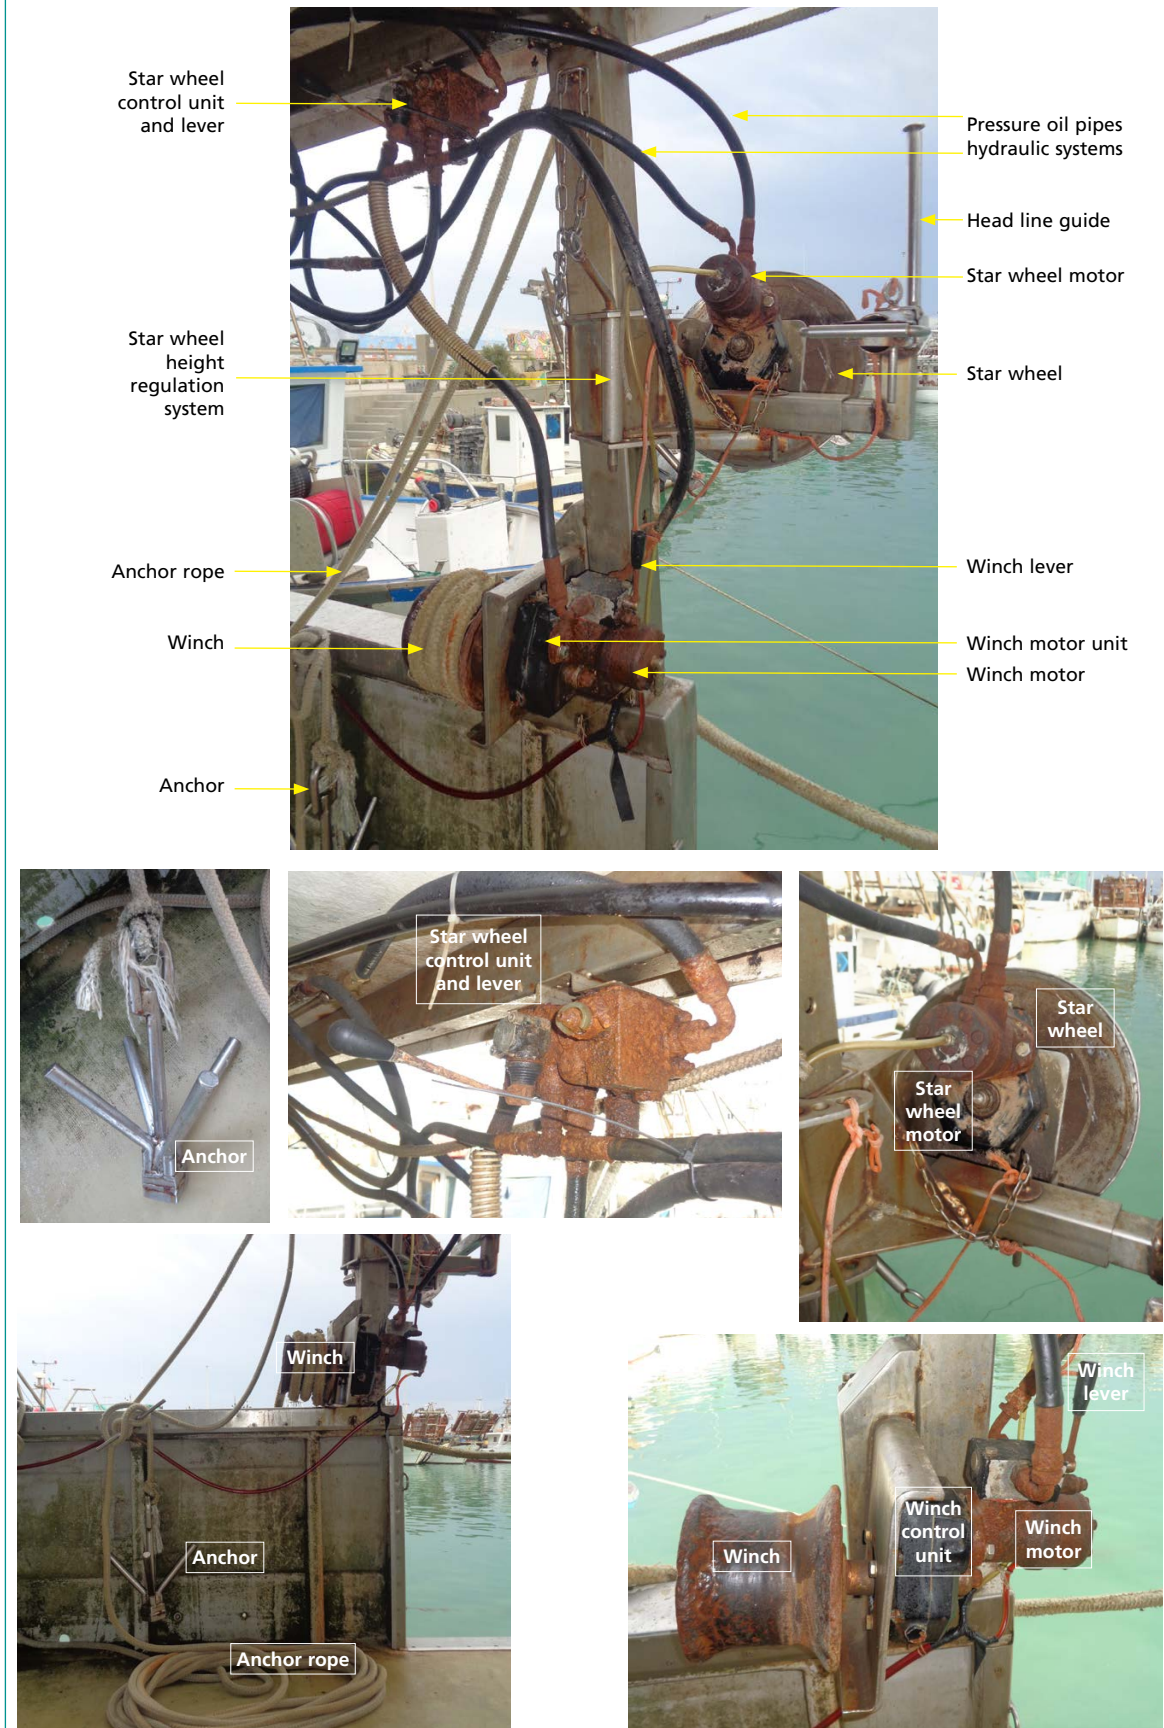 Star wheel
control unit
and lever
Pressure oil pipes
hydraulic systems
Head line guide
Star wheel motor
Star wheel
height
regulation
system
Star wheel
Anchor rope
Winch lever
Winch
Winch motor unit
Winch motor
Anchor
Star wheel
control unit
and lever
Star
wheel
Star
wheel
motor
Anchor
Winch
Anchor
Anchor rope
Winch
lever
Winch
control
unit
Winch
motor
Winch